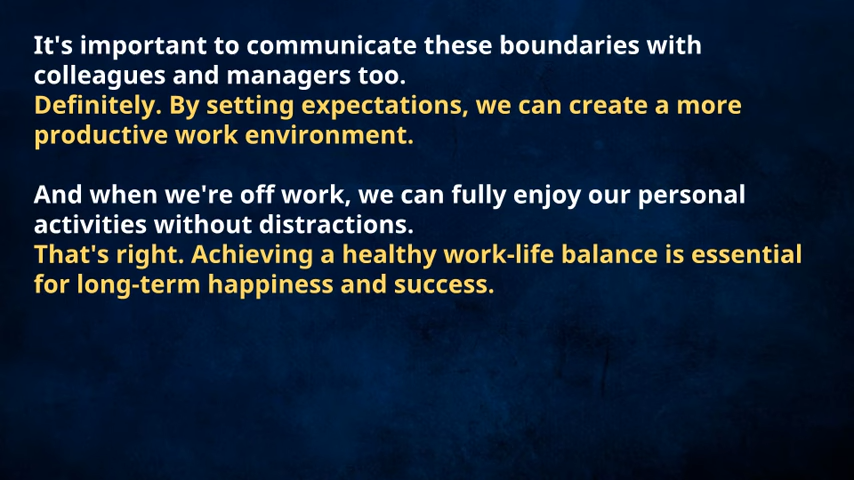 It's important to communicate these boundaries with
colleagues and managers too.
Definitely. By setting expectations, we can create a more
productive work environment.
And when we're off work, we can fully enjoy our personal
activities without distractions.
That's right. Achieving a healthy work-life balance is essential
for long-term happiness and success.